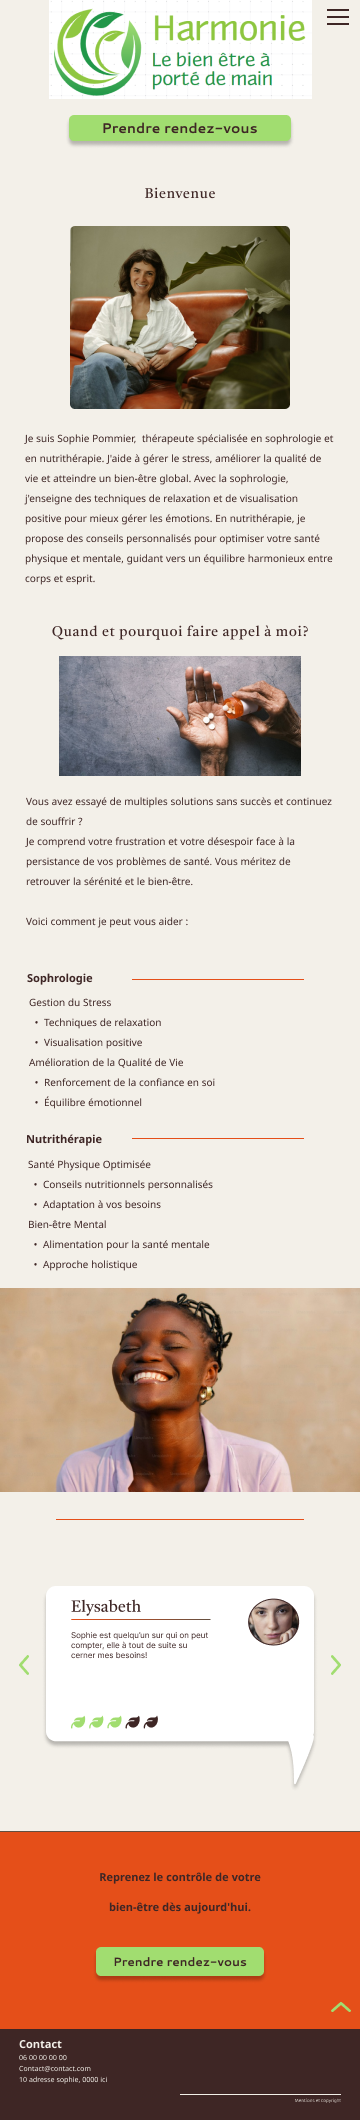 Harmonie
Le bien être à
porté de main
Prendre rendez-vous
Bienvenue
Je suis Sophie Pommier,  thérapeute spécialisée en sophrologie et
en nutrithérapie. J'aide à gérer le stress, améliorer la qualité de
vie et atteindre un bien-être global. Avec la sophrologie,
j'enseigne des techniques de relaxation et de visualisation
positive pour mieux gérer les émotions. En nutrithérapie, je
propose des conseils personnalisés pour optimiser votre santé
physique et mentale, guidant vers un équilibre harmonieux entre
corps et esprit.
Quand et pourquoi faire appel à moi?
Vous avez essayé de multiples solutions sans succès et continuez
de souffrir ?
Je comprend votre frustration et votre désespoir face à la
persistance de vos problèmes de santé. Vous méritez de
retrouver la sérénité et le bien-être.
Voici comment je peut vous aider :
Sophrologie
Gestion du Stress
• Techniques de relaxation
• Visualisation positive
Amélioration de la Qualité de Vie
• Renforcement de la confiance en soi
• Équilibre émotionnel
Nutrithérapie
Santé Physique Optimisée
• Conseils nutritionnels personnalisés
• Adaptation à vos besoins
Bien-être Mental
• Alimentation pour la santé mentale
• Approche holistique
Elysabeth
Sophie est quelqu'un sur qui on peut
compter, elle à tout de suite su
cerner mes besoins!
Reprenez le contrôle de votre
bien-être dès aujourd'hui.
Prendre rendez-vous
Contact
06 00 00 00 00
Contact@contact.com
10 adresse sophie, 0000 ici
Mentions et copyright